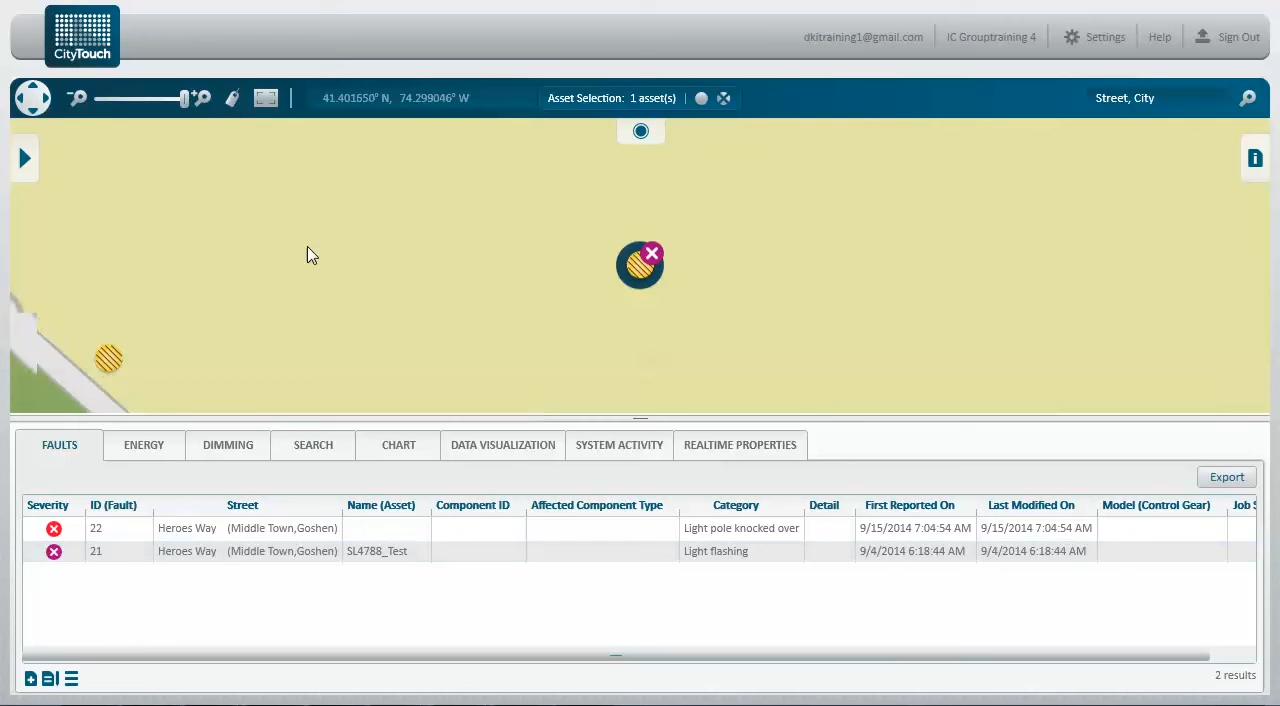 CityTouch
dkitraining1@gmail.com IC Grouptraining 4 Settings Help Sign Out
41.401650° N, 74.299046° W Asset Selection: 1 asset(s) Street, City
FAULTS ENERGY DIMMING SEARCH CHART DATA VISUALIZATION SYSTEM ACTIVITY REALTIME PROPERTIES
Export
Severity ID (Fault) Street Name (Asset) Component ID Affected Component Type Category Detail First Reported On Last Modified On Model (Control Gear) Job S
22 Heroes Way (Middle Town,Goshen) Light pole knocked over 9/15/2014 7:04:54 AM 9/15/2014 7:04:54 AM
21 Heroes Way (Middle Town,Goshen) SL4788_Test Light flashing 9/4/2014 6:18:44 AM 9/4/2014 6:18:44 AM
2 results